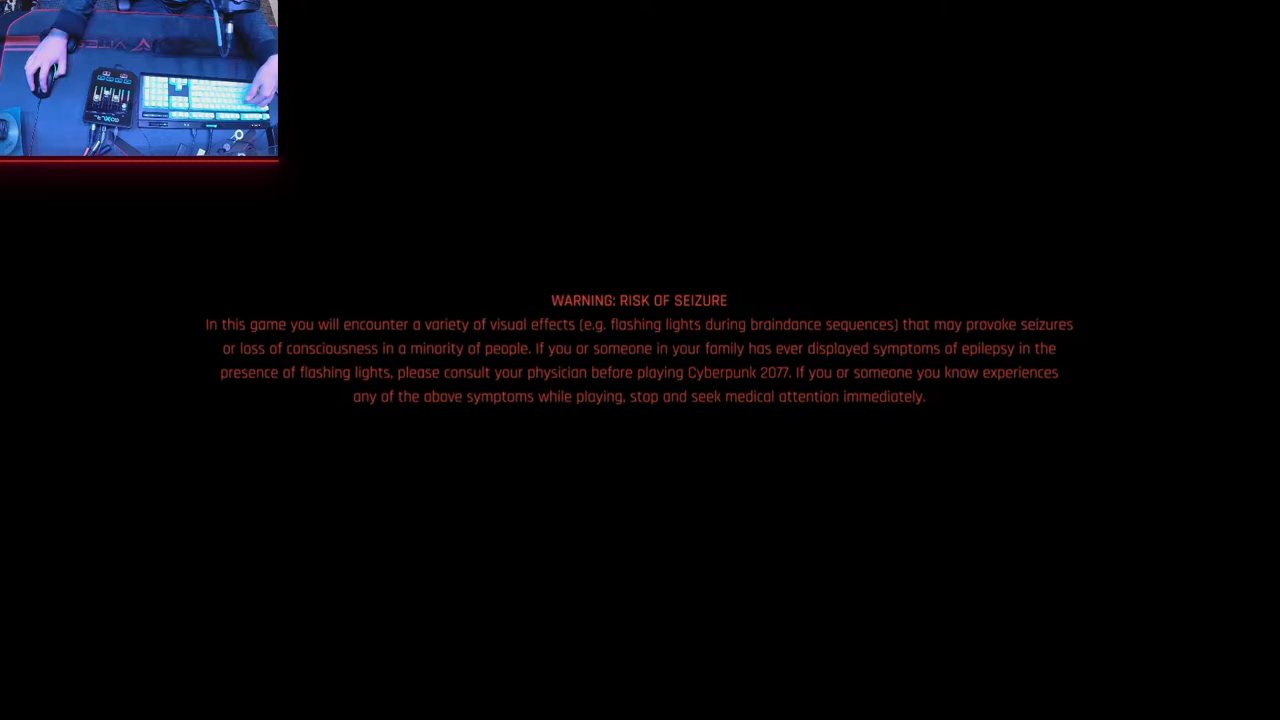 WARNING: RISK OF SEIZURE
In this game you will encounter a variety of visual effects (e.g. flashing lights during braindance sequences) that may provoke seizures
or loss of consciousness in a minority of people. If you or someone in your family has ever displayed symptoms of epilepsy in the
presence of flashing lights, please consult your physician before playing Cyberpunk 2077. If you or someone you know experiences
any of the above symptoms while playing, stop and seek medical attention immediately.